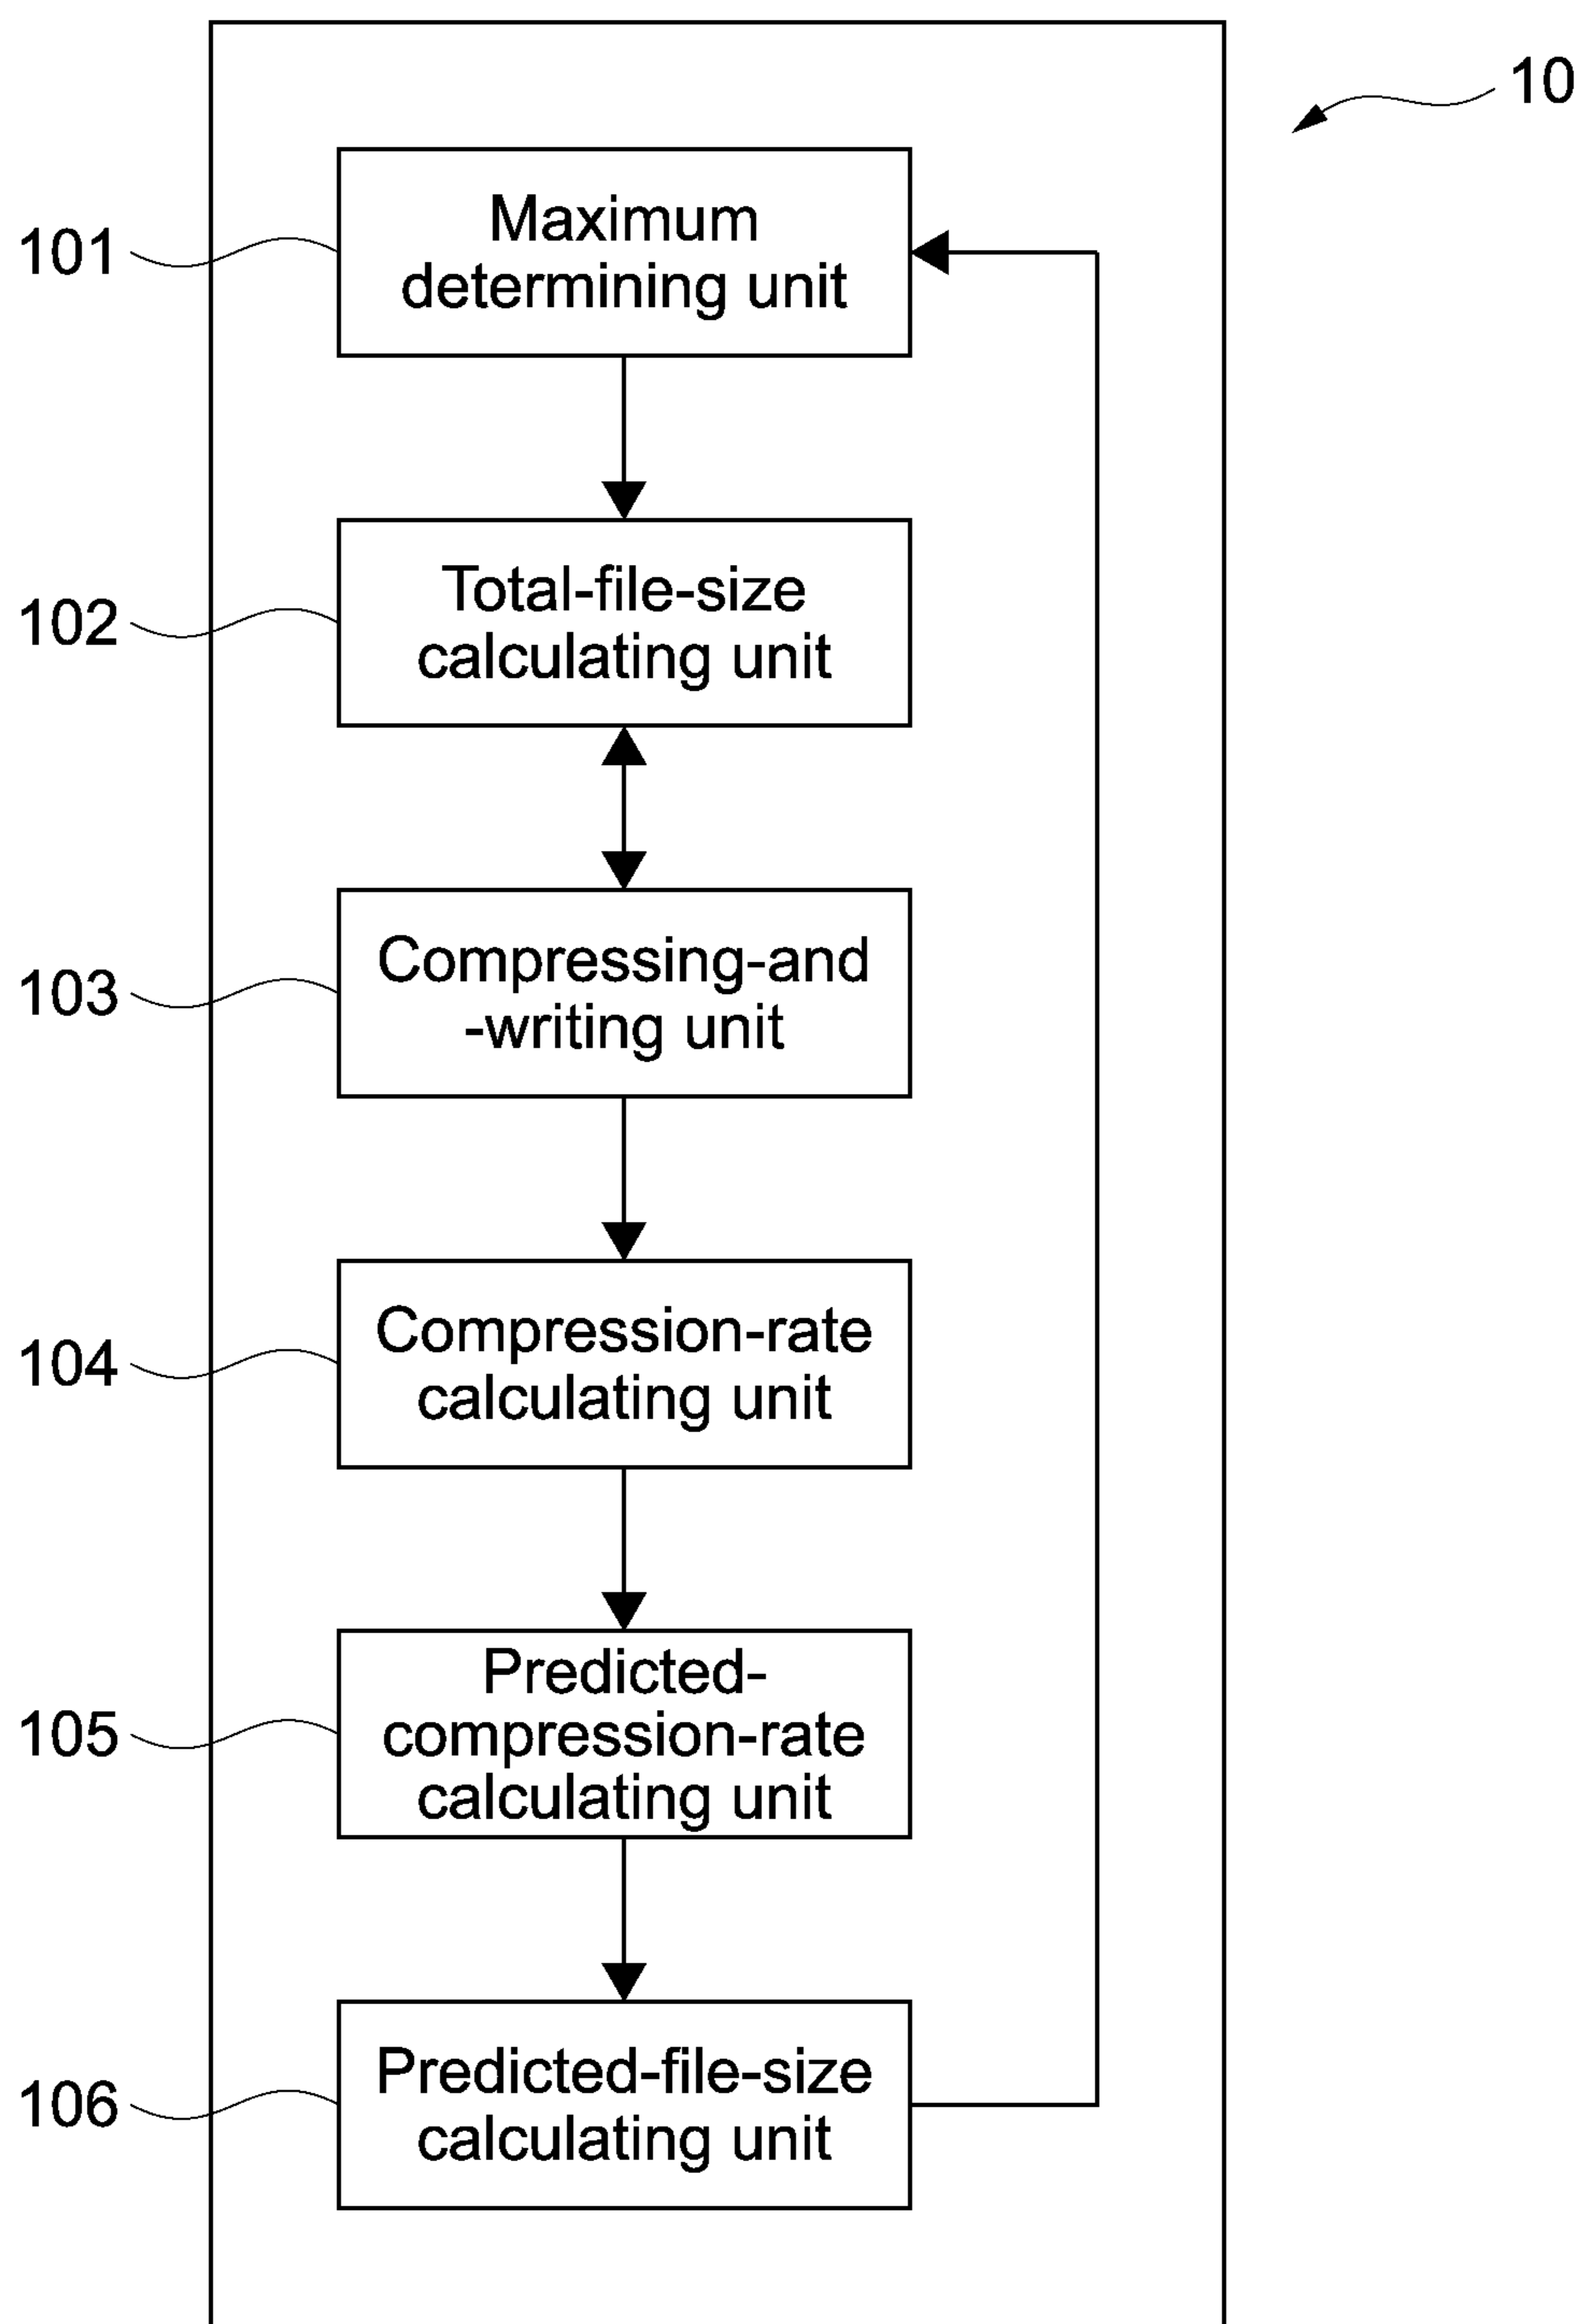 10
101
Maximum
determining unit
102
Total-file-size
calculating unit
103
Compressing-and
-writing unit
104
Compression-rate
calculating unit
105
Predicted-
compression-rate
calculating unit
106
Predicted-file-size
calculating unit